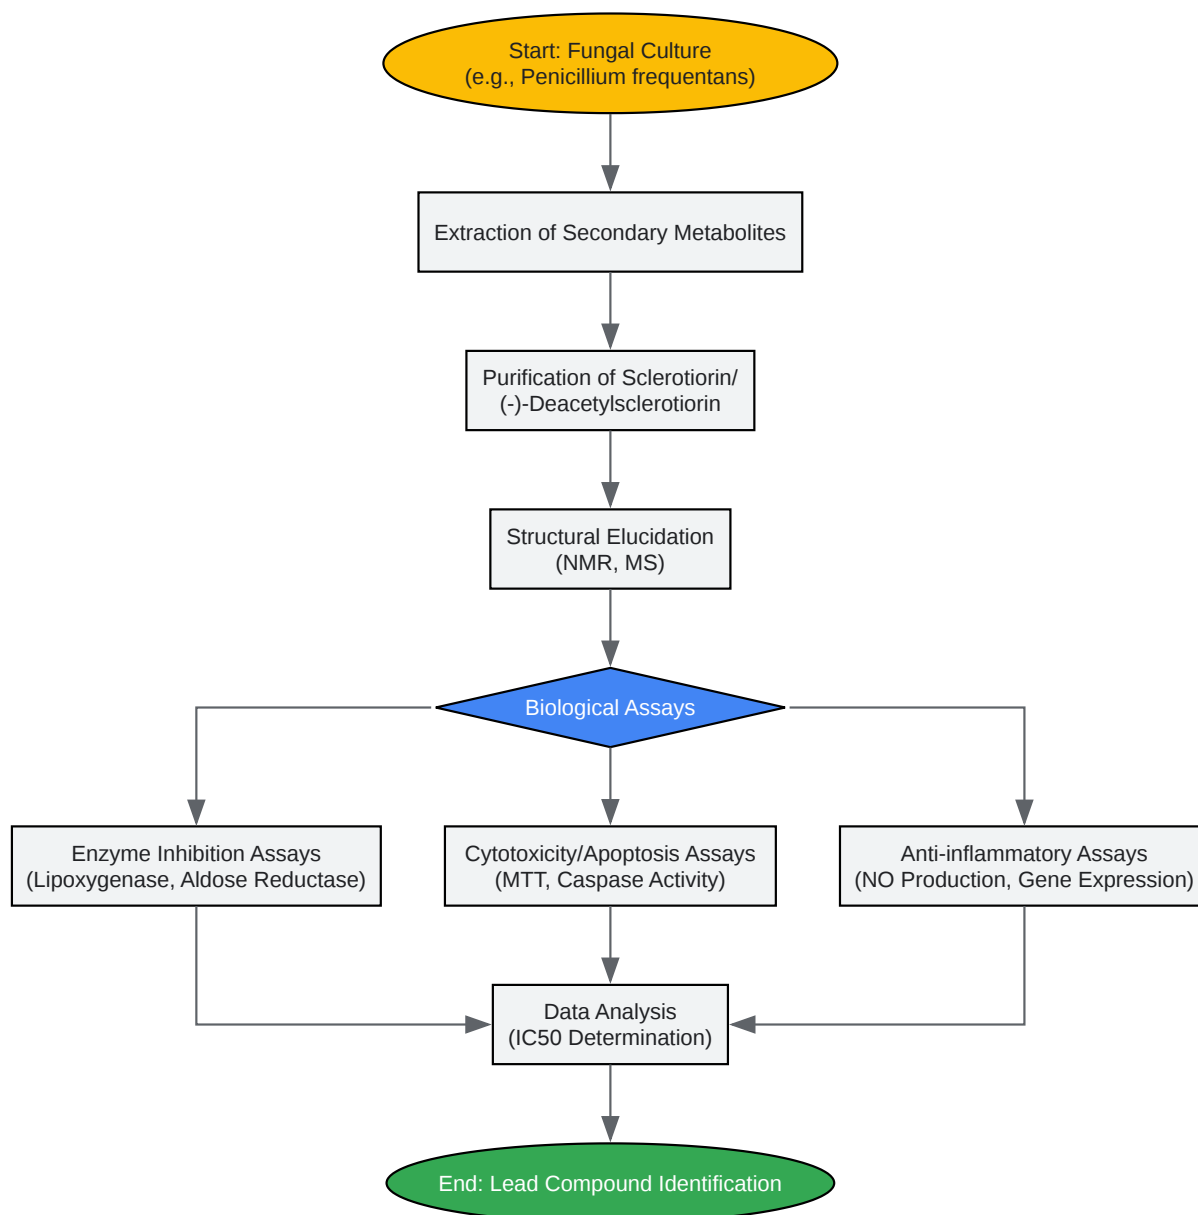 Start: Fungal Culture
(e.g., Penicillium frequentans)
Extraction of Secondary Metabolites
Purification of Sclerotiorin/
(-)-Deacetylsclerotiorin
Structural Elucidation
(NMR, MS)
Biological Assays
Enzyme Inhibition Assays
(Lipoxygenase, Aldose Reductase)
Cytotoxicity/Apoptosis Assays
(MTT, Caspase Activity)
Anti-inflammatory Assays
(NO Production, Gene Expression)
Data Analysis
(IC50 Determination)
End: Lead Compound Identification